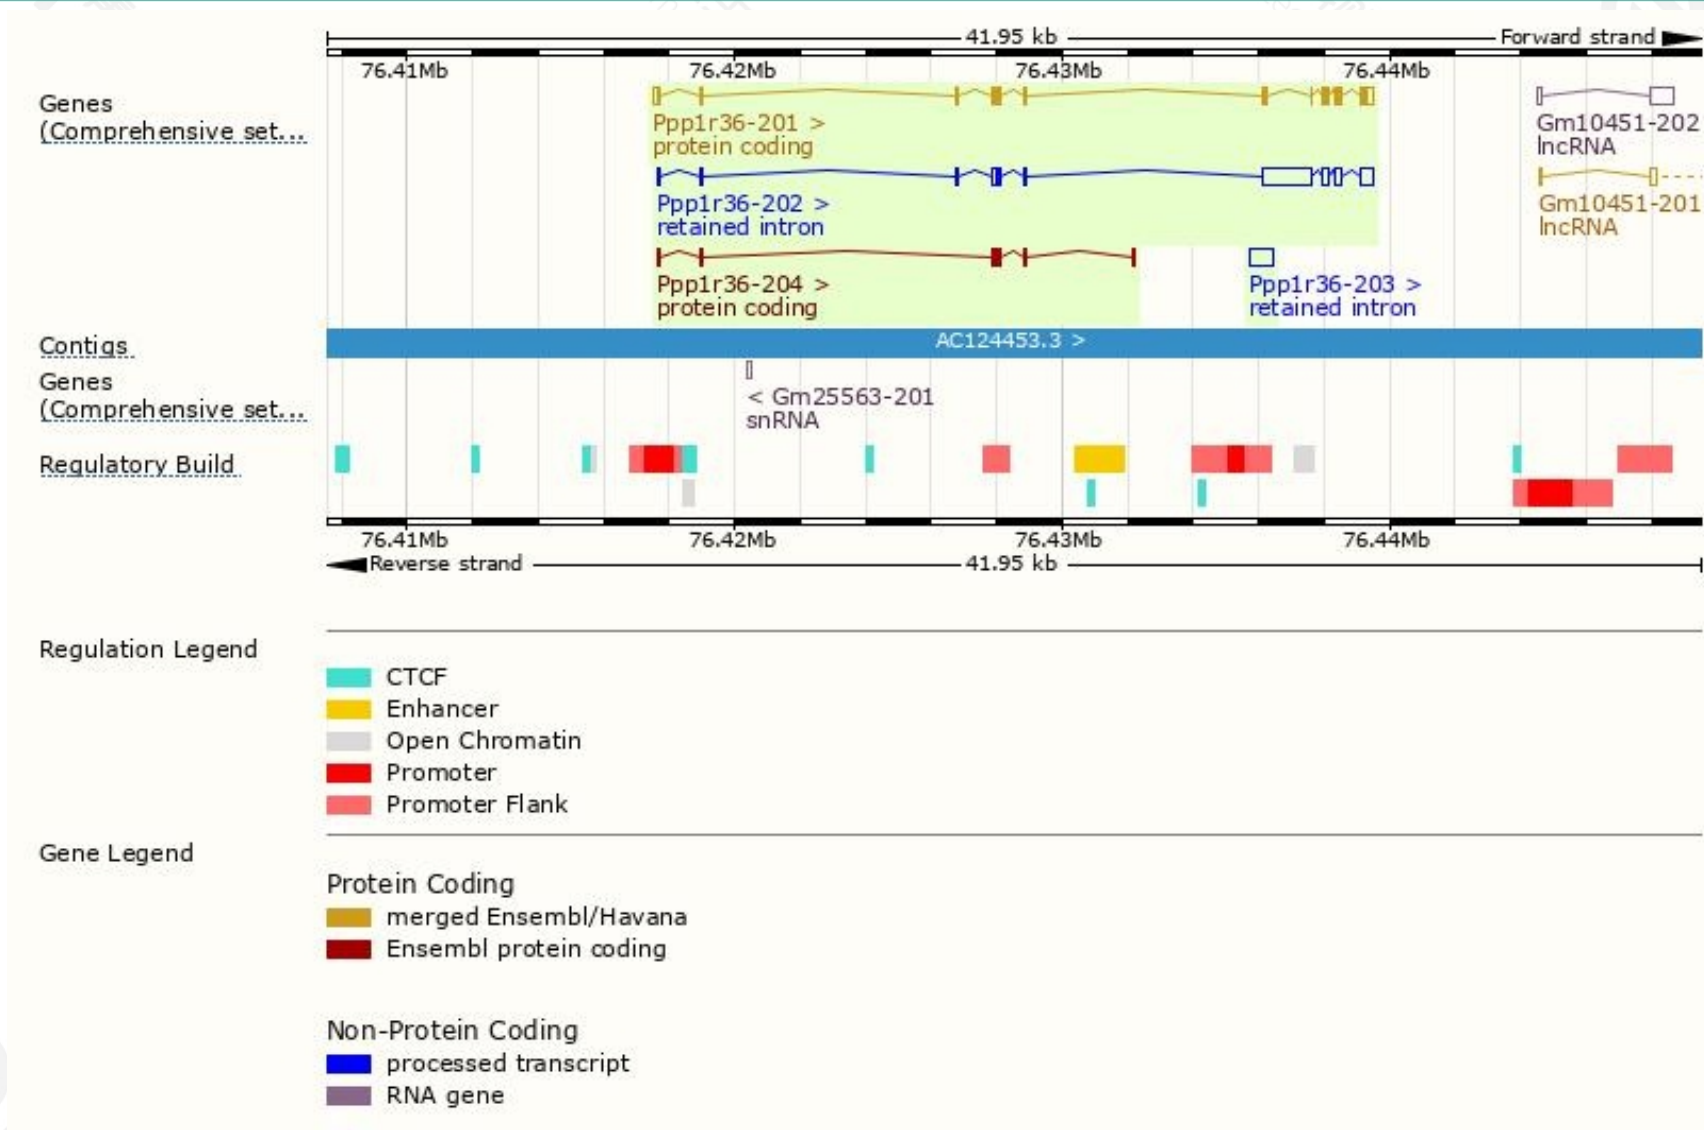 41.95 kb
Forward strand
76.41Mb 76.42Mb 76.43Mb 76.44Mb
Genes
(Comprehensive set...
Ppp1r36-201 >
protein coding
Gm10451-202
lncRNA
Ppp1r36-202 >
retained intron
Gm10451-201
lncRNA
Ppp1r36-204 >
protein coding
Ppp1r36-203 >
retained intron
Contigs
AC124453.3 >
Genes
(Comprehensive set...
< Gm25563-201
snRNA
Regulatory Build
76.41Mb 76.42Mb 76.43Mb 76.44Mb
Reverse strand
41.95 kb
Regulation Legend
CTCF
Enhancer
Open Chromatin
Promoter
Promoter Flank
Gene Legend
Protein Coding
merged Ensembl/Havana
Ensembl protein coding
Non-Protein Coding
processed transcript
RNA gene